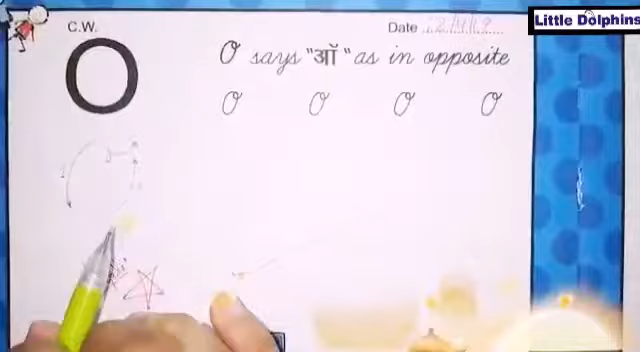 Little Dolphins
C.W.
Date
O
O says "ऑ" as in opposite
O O O O